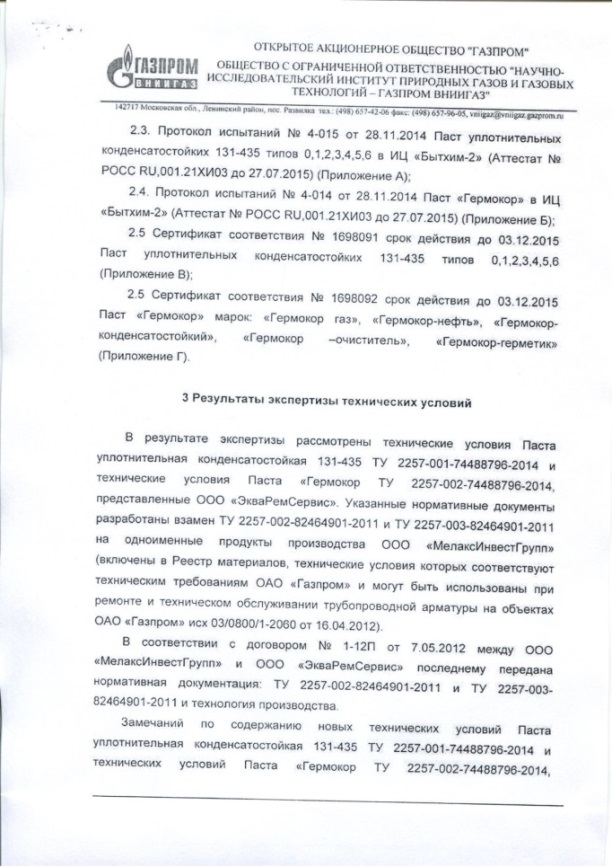 ОТКРЫТОЕ АКЦИОНЕРНОЕ ОБЩЕСТВО "ГАЗПРОМ"
ГАЗПРОМ
ВНИИГАЗ
ОБЩЕСТВО С ОГРАНИЧЕННОЙ ОТВЕТСТВЕННОСТЬЮ "НАУЧНО-
ИССЛЕДОВАТЕЛЬСКИЙ ИНСТИТУТ ПРИРОДНЫХ ГАЗОВ И ГАЗОВЫХ
ТЕХНОЛОГИЙ – ГАЗПРОМ ВНИИГАЗ"
142717 Московская обл., Ленинский район, пос. Развилка тел.: (498) 657-42-06 факс: (498) 657-96-05, vniigaz@vniigaz.gazprom.ru
2.3. Протокол испытаний № 4-015 от 28.11.2014 Паст уплотнительных
конденсатостойких 131-435 типов 0,1,2,3,4,5,6 в ИЦ «Бытхим-2» (Аттестат №
РОСС RU,001.21ХИ03 до 27.07.2015) (Приложение А);
2.4. Протокол испытаний № 4-014 от 28.11.2014 Паст «Гермокор» в ИЦ
«Бытхим-2» (Аттестат № РОСС RU,001.21ХИ03 до 27.07.2015) (Приложение Б);
2.5 Сертификат соответствия № 1698091 срок действия до 03.12.2015
Паст уплотнительных конденсатостойких 131-435 типов 0,1,2,3,4,5,6
(Приложение В);
2.5 Сертификат соответствия № 1698092 срок действия до 03.12.2015
Паст «Гермокор» марок: «Гермокор газ», «Гермокор-нефть», «Гермокор-
конденсатостойкий», «Гермокор –очиститель», «Гермокор-герметик»
(Приложение Г).
3 Результаты экспертизы технических условий
В результате экспертизы рассмотрены технические условия Паста
уплотнительная конденсатостойкая 131-435 ТУ 2257-001-74488796-2014 и
технические условия Паста «Гермокор ТУ 2257-002-74488796-2014,
представленные ООО «ЭкваРемСервис». Указанные нормативные документы
разработаны взамен ТУ 2257-002-82464901-2011 и ТУ 2257-003-82464901-2011
на одноименные продукты производства ООО «МелаксИнвестГрупп»
(включены в Реестр материалов, технические условия которых соответствуют
техническим требованиям ОАО «Газпром» и могут быть использованы при
ремонте и техническом обслуживании трубопроводной арматуры на объектах
ОАО «Газпром» исх 03/0800/1-2060 от 16.04.2012).
В соответствии с договором № 1-12П от 7.05.2012 между ООО
«МелаксИнвестГрупп» и ООО «ЭкваРемСервис» последнему передана
нормативная документация: ТУ 2257-002-82464901-2011 и ТУ 2257-003-
82464901-2011 и технология производства.
Замечаний по содержанию новых технических условий Паста
уплотнительная конденсатостойкая 131-435 ТУ 2257-001-74488796-2014 и
технических условий Паста «Гермокор ТУ 2257-002-74488796-2014,